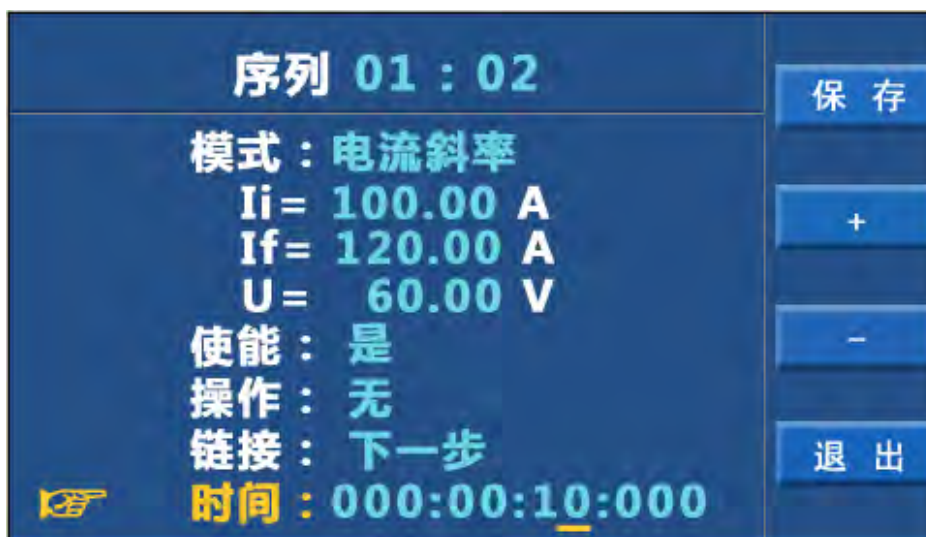 序列 01 : 02
模式：电流斜率
Ii= 100.00 A
If= 120.00 A
U= 60.00 V
使能：是
操作：无
链接：下一步
时间：000:00:10:000
保存
+
-
退出